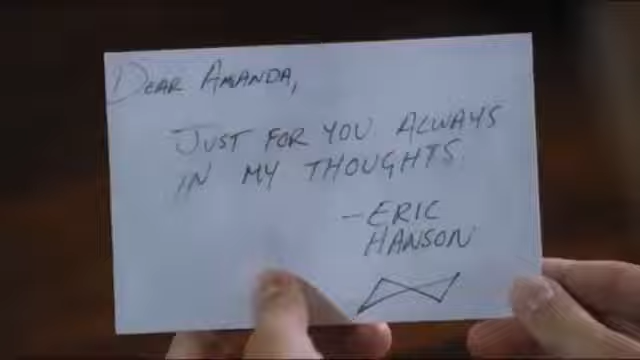 DEAR AMANDA,
JUST FOR YOU ALWAYS
IN MY THOUGHTS.
-ERIC
HANSON